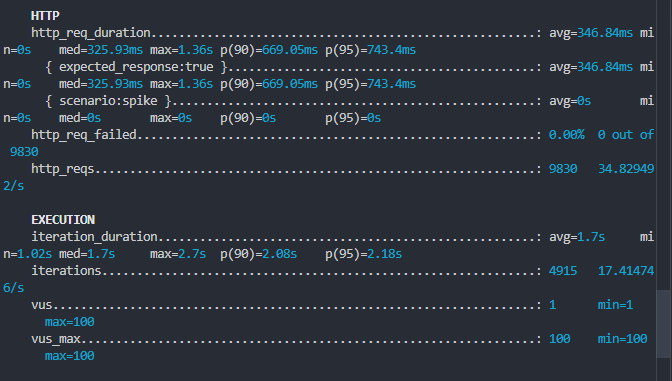 HTTP
http_req_duration.......................................................: avg=346.84ms mi
n=0s    med=325.93ms max=1.36s p(90)=669.05ms p(95)=743.4ms
  { expected_response:true }............................................: avg=346.84ms mi
n=0s    med=325.93ms max=1.36s p(90)=669.05ms p(95)=743.4ms
  { scenario:spike }....................................................: avg=0s       mi
n=0s    med=0s       max=0s    p(90)=0s       p(95)=0s
http_req_failed.........................................................: 0.00%  0 out of
 9830
http_reqs...............................................................: 9830   34.82949
2/s
EXECUTION
iteration_duration......................................................: avg=1.7s     mi
n=1.02s med=1.7s     max=2.7s  p(90)=2.08s    p(95)=2.18s
iterations..............................................................: 4915   17.41474
6/s
vus.....................................................................: 1      min=1
  max=100
vus_max.................................................................: 100    min=100
  max=100